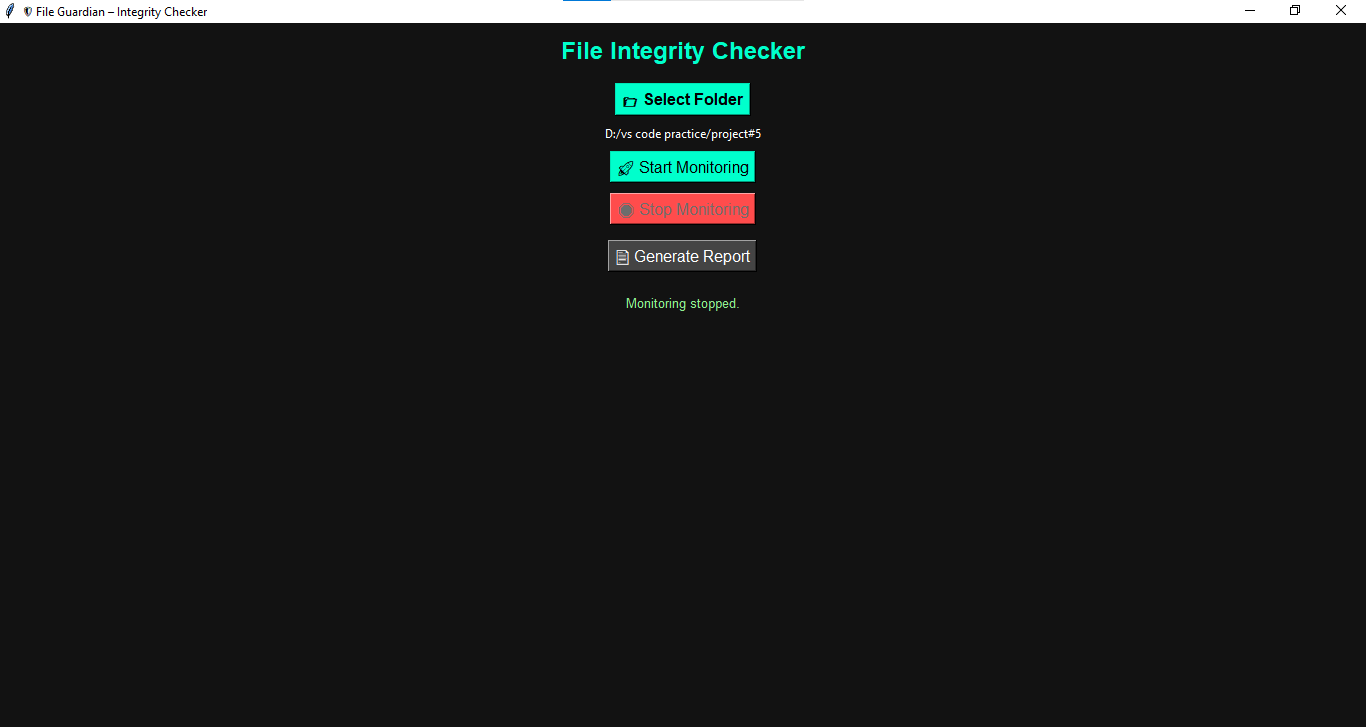 File Guardian – Integrity Checker
File Integrity Checker
Select Folder
D:/vs code practice/project#5
Start Monitoring
Stop Monitoring
Generate Report
Monitoring stopped.